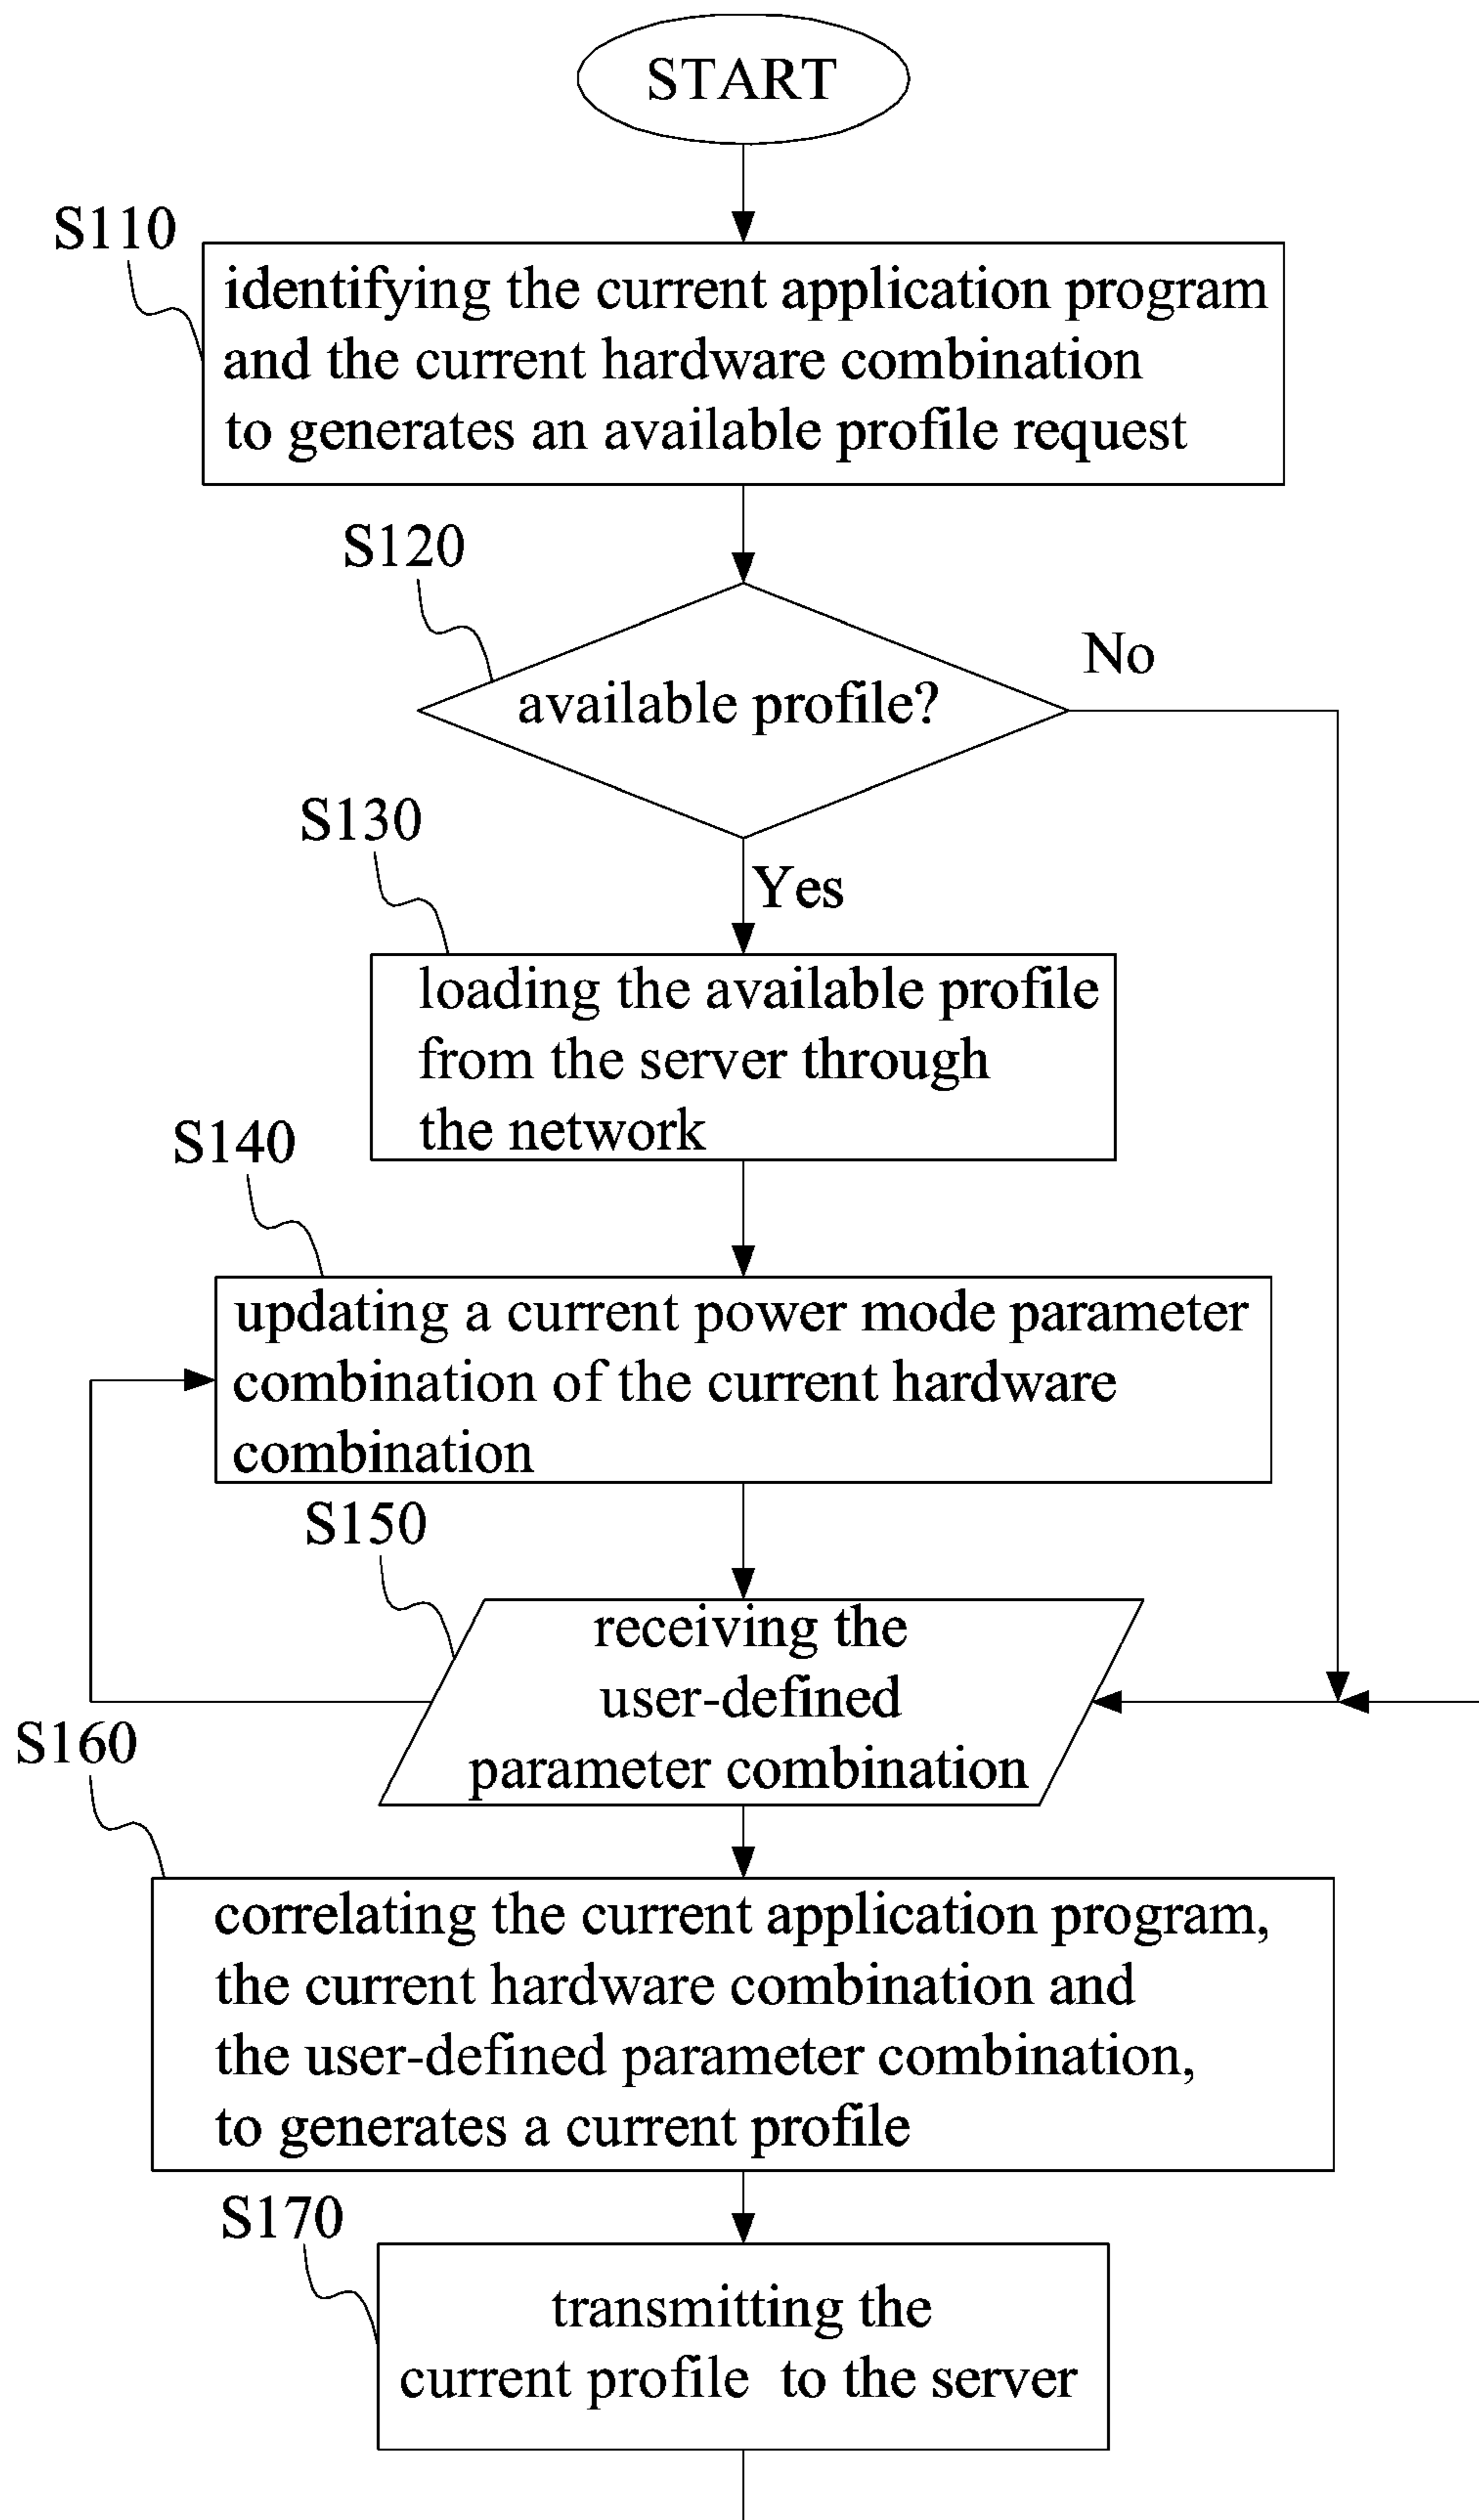 START
S110
identifying the current application program
and the current hardware combination
to generates an available profile request
S120
available profile?
No
Yes
S130
loading the available profile
from the server through
the network
S140
updating a current power mode parameter
combination of the current hardware
combination
S150
receiving the
user-defined
parameter combination
S160
correlating the current application program,
the current hardware combination and
the user-defined parameter combination,
to generates a current profile
S170
transmitting the
current profile to the server